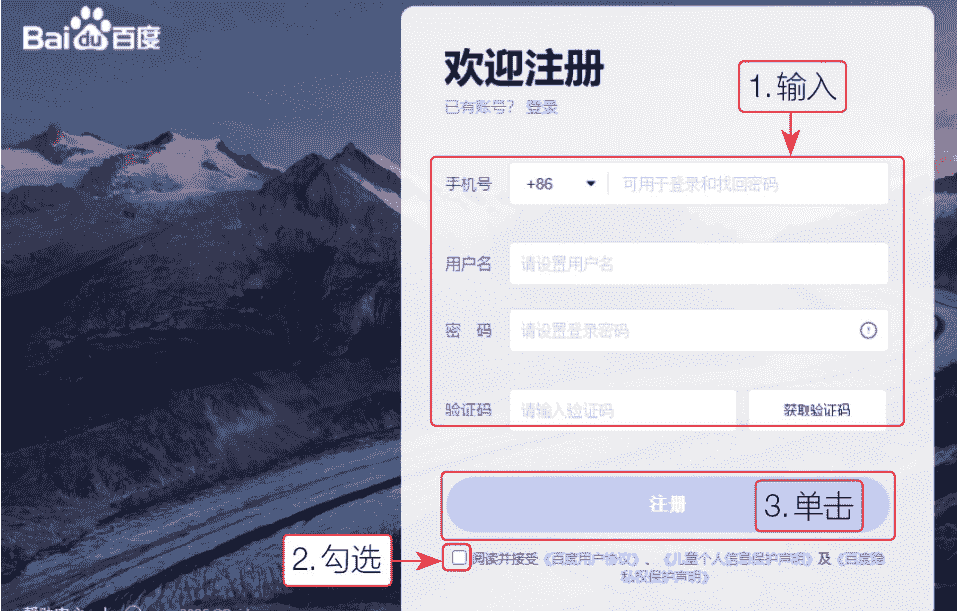 Baidu百度
欢迎注册
已有账号？ 登录
1.输入
手机号 +86 可用于登录和找回密码
用户名 请设置用户名
密 码 请设置登录密码
验证码 请输入验证码 获取验证码
注册
3.单击
2.勾选
阅读并接受《百度用户协议》、《儿童个人信息保护声明》及《百度隐
私权保护声明》